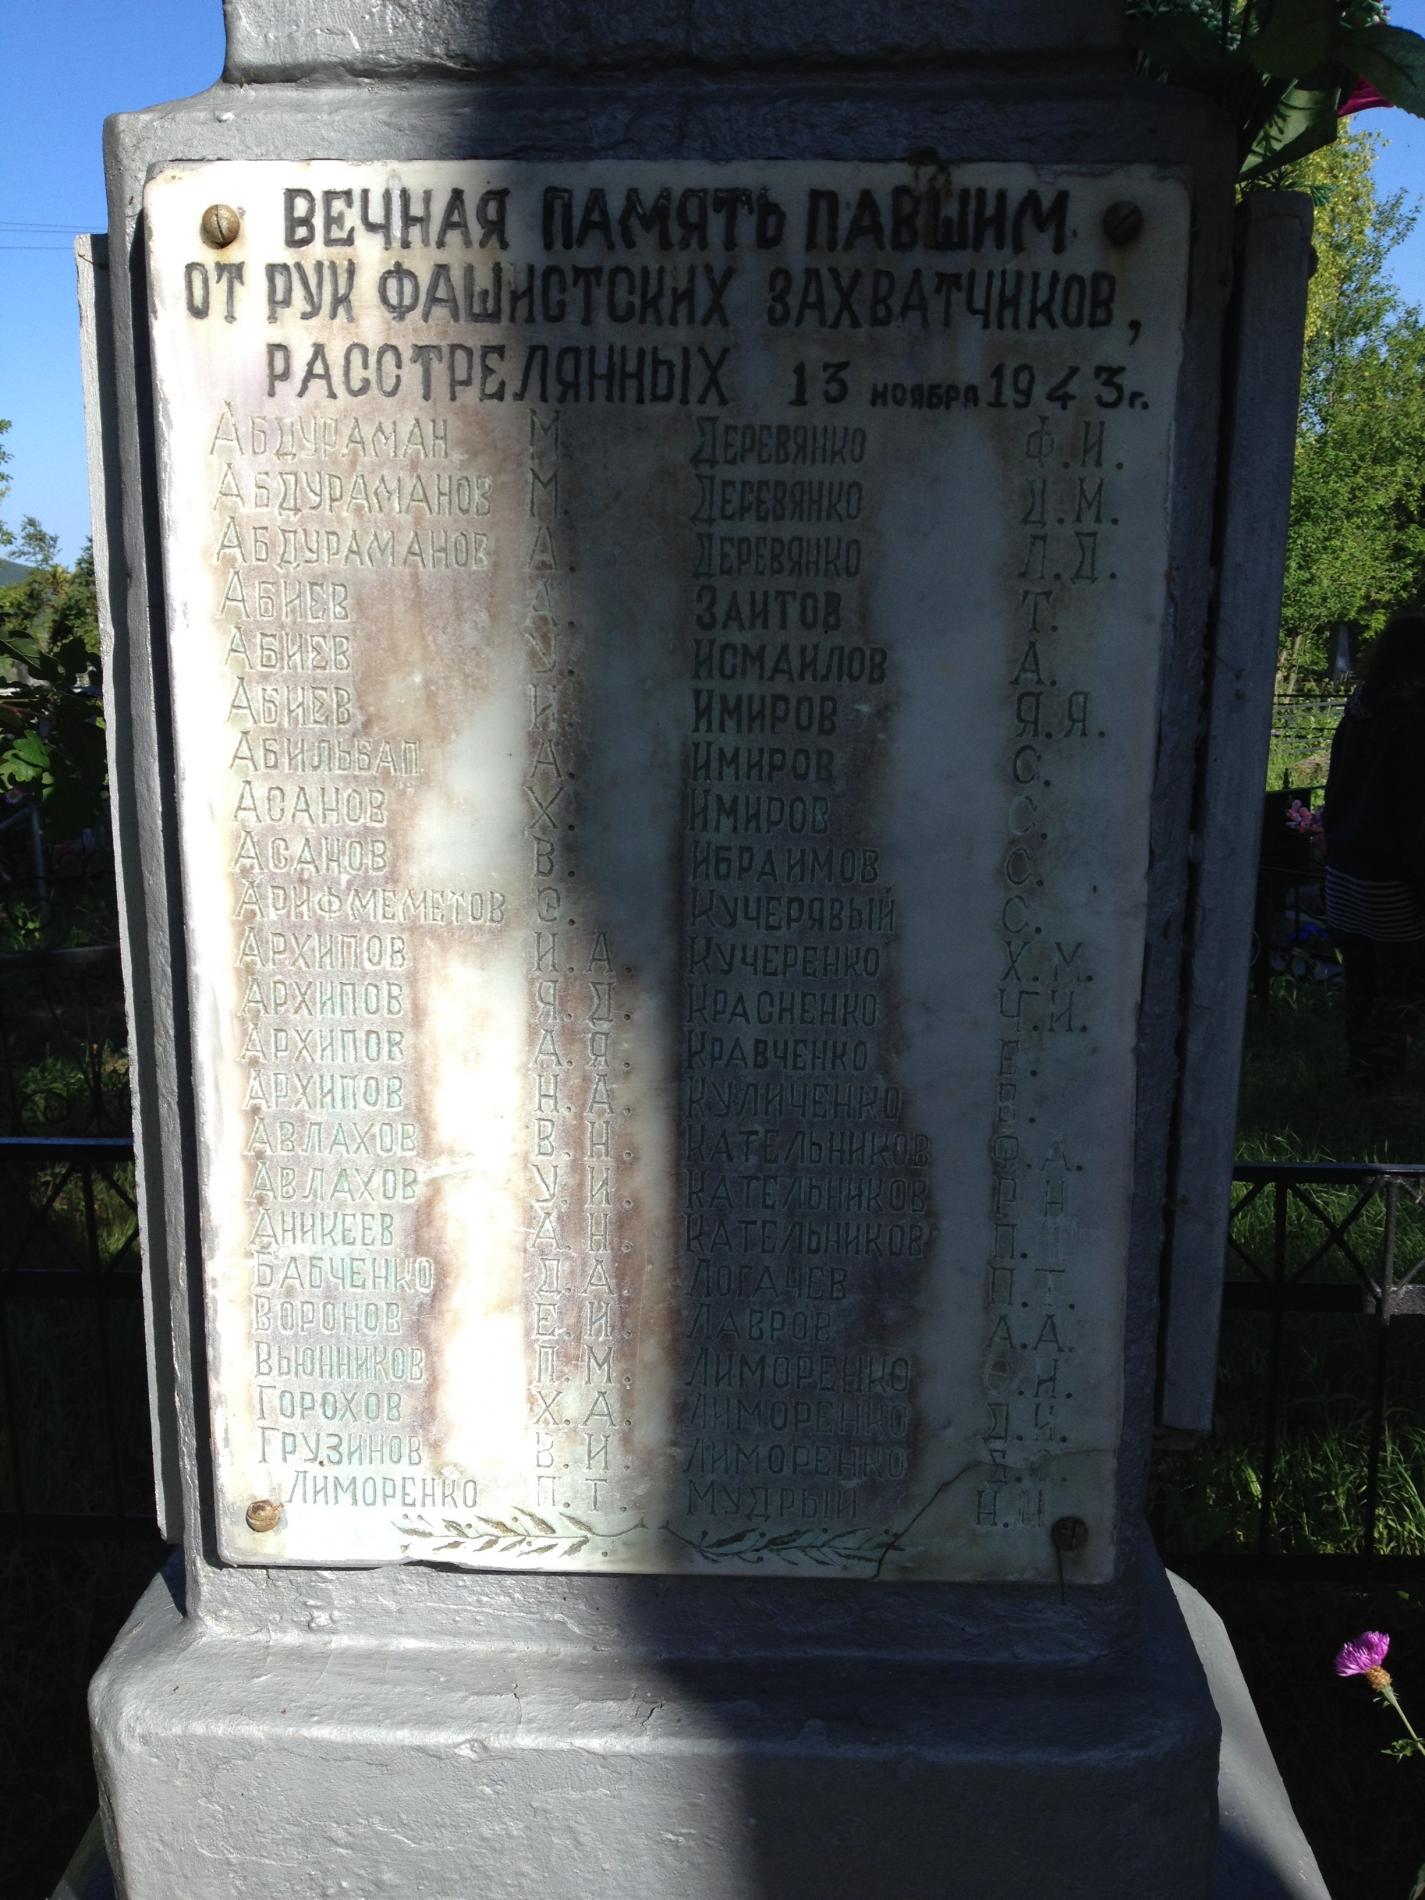 ВЕЧНАЯ ПАМЯТЬ ПАВШИМ
ОТ РУК ФАШИСТСКИХ ЗАХВАТЧИКОВ,
РАССТРЕЛЯННЫХ 13 НОЯБРЯ 1943 г.
АБДУРАМАН М.
АБДУРАМАНОВ М.
АБДУРАМАНОВ А.
АБИЕВ А.
АБИЕВ У.
АБИЕВ И.
АБИЛЬВАП А.
АСАНОВ Х.
АСАНОВ В.
АРИФМЕМЕТОВ Э.
АРХИПОВ И.А.
АРХИПОВ Я.Д.
АРХИПОВ А.Я.
АРХИПОВ Н.А.
АВЛАХОВ В.Н.
АВЛАХОВ У.И.
АНИКЕЕВ А.Н.
БАБЧЕНКО Д.А.
ВОРОНОВ Е.И.
ВЬЮННИКОВ П.М.
ГОРОХОВ Х.А.
ГРУЗИНОВ В.И.
ЛИМОРЕНКО П.Т.
ДЕРЕВЯНКО Ф.И.
ДЕРЕВЯНКО Д.М.
ДЕРЕВЯНКО Л.Д.
ЗАИТОВ Т.
ИСМАИЛОВ А.
ИМИРОВ Я.Я.
ИМИРОВ С.
ИМИРОВ С.
ИБРАИМОВ С.
КУЧЕРЯВЫЙ С.
КУЧЕРЕНКО Х.М.
КРАСНЕНКО Ч.И.
КРАВЧЕНКО Е.
КУЛИЧЕНКО В.
КАТЕЛЬНИКОВ Ф.А.
КАТЕЛЬНИКОВ Р.Н
КАТЕЛЬНИКОВ П.Т
ЛОГАЧЕВ П.Т.
ЛАВРОВ А.А.
ЛИМОРЕНКО И.
ЛИМОРЕНКО Д.И.
ЛИМОРЕНКО
МУДРЫЙ Н.И